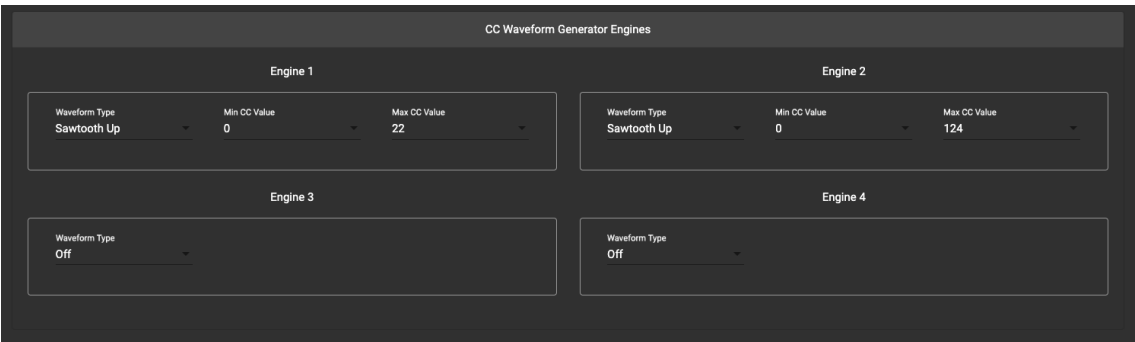 CC Waveform Generator Engines
Engine 1
Waveform Type Min CC Value Max CC Value
Sawtooth Up 0 22
Engine 2
Waveform Type Min CC Value Max CC Value
Sawtooth Up 0 124
Engine 3
Waveform Type
Off
Engine 4
Waveform Type
Off